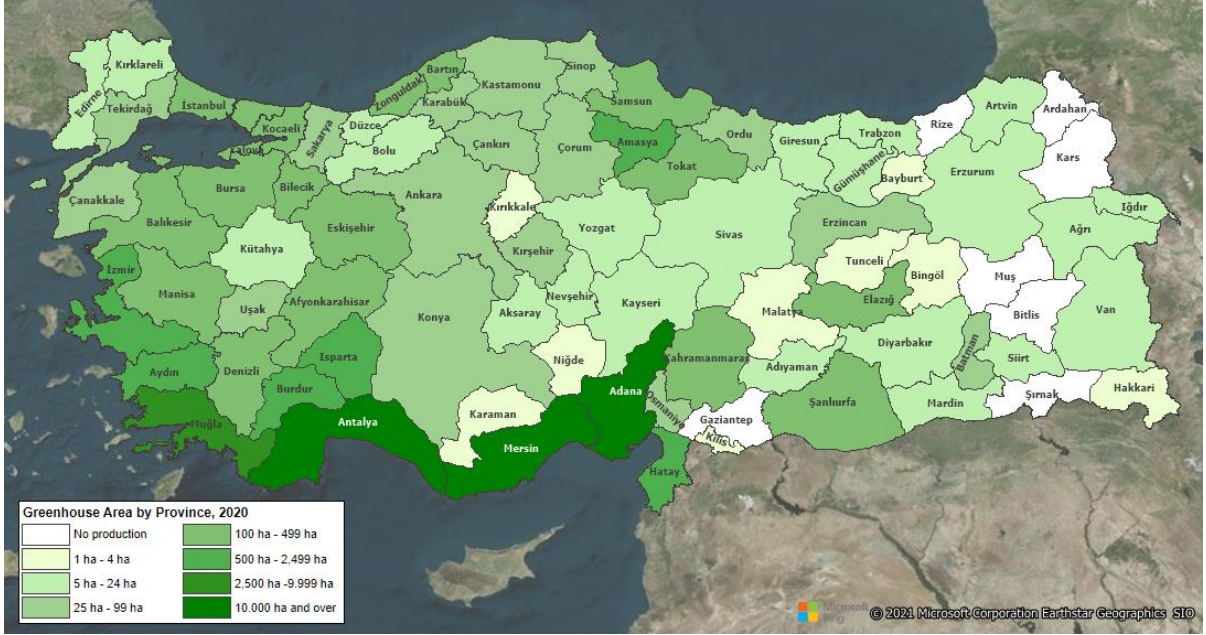 Kırklareli
Edirne
Tekirdağ
İstanbul
Kocaeli
Yalova
Sakarya
Düzce
Bolu
Zonguldak
Bartın
Karabük
Kastamonu
Sinop
Samsun
Çankırı
Çorum
Amasya
Tokat
Ordu
Giresun
Trabzon
Gümüşhane
Rize
Artvin
Ardahan
Kars
Bayburt
Erzurum
Iğdır
Ağrı
Çanakkale
Balıkesir
Bursa
Bilecik
Eskişehir
Ankara
Kırıkkale
Kırşehir
Yozgat
Sivas
Erzincan
Tunceli
Bingöl
Muş
Bitlis
Van
Kütahya
İzmir
Manisa
Uşak
Afyonkarahisar
Konya
Aksaray
Nevşehir
Kayseri
Malatya
Elazığ
Diyarbakır
Batman
Siirt
Aydın
Denizli
Isparta
Burdur
Niğde
Kahramanmaraş
Adıyaman
Muğla
Antalya
Karaman
Mersin
Adana
Osmaniye
Gaziantep
Kilis
Şanlıurfa
Mardin
Şırnak
Hakkari
Hatay
Greenhouse Area by Province, 2020
No production
1 ha - 4 ha
5 ha - 24 ha
25 ha - 99 ha
100 ha - 499 ha
500 ha - 2,499 ha
2,500 ha -9.999 ha
10.000 ha and over
Microsoft
Bing
© 2021 Microsoft Corporation Earthstar Geographics SIO